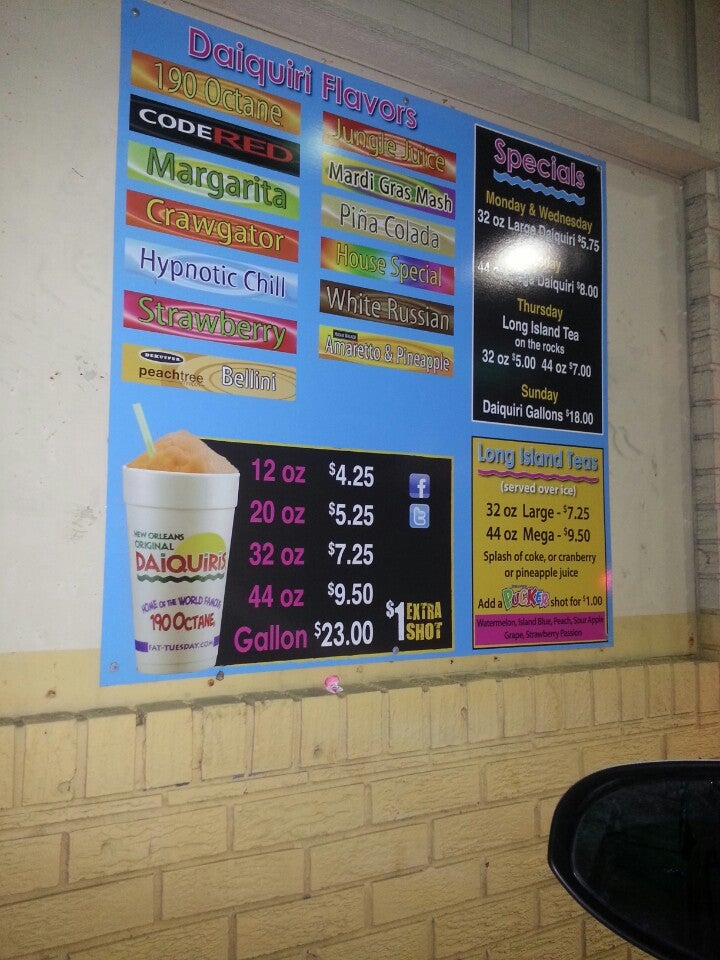 Daiquiri Flavors
190 Octane
CODE RED
Margarita
Crawgator
Hypnotic Chill
Strawberry
DEKUYPER
peachtree Bellini
Jungle Juice
Mardi Gras Mash
Piña Colada
House Special
White Russian
Amaretto & Pineapple
Specials
Monday & Wednesday
32 oz Large Daiquiri $5.75
44 Daiquiri $8.00
Thursday
Long Island Tea
on the rocks
32 oz $5.00 44 oz $7.00
Sunday
Daiquiri Gallons $18.00
NEW ORLEANS
ORIGINAL
DAIQUIRIS
HOME OF THE WORLD FAMOUS
190 OCTANE
FAT-TUESDAY.COM
12 oz $4.25
20 oz $5.25
32 oz $7.25
44 oz $9.50
Gallon $23.00
$1 EXTRA
SHOT
f
t
Long Island Teas
(served over ice)
32 oz Large - $7.25
44 oz Mega - $9.50
Splash of coke, or cranberry
or pineapple juice
Add a PUCKER shot for $1.00
Watermelon, Island Blue, Peach, Sour Apple
Grape, Strawberry Passion